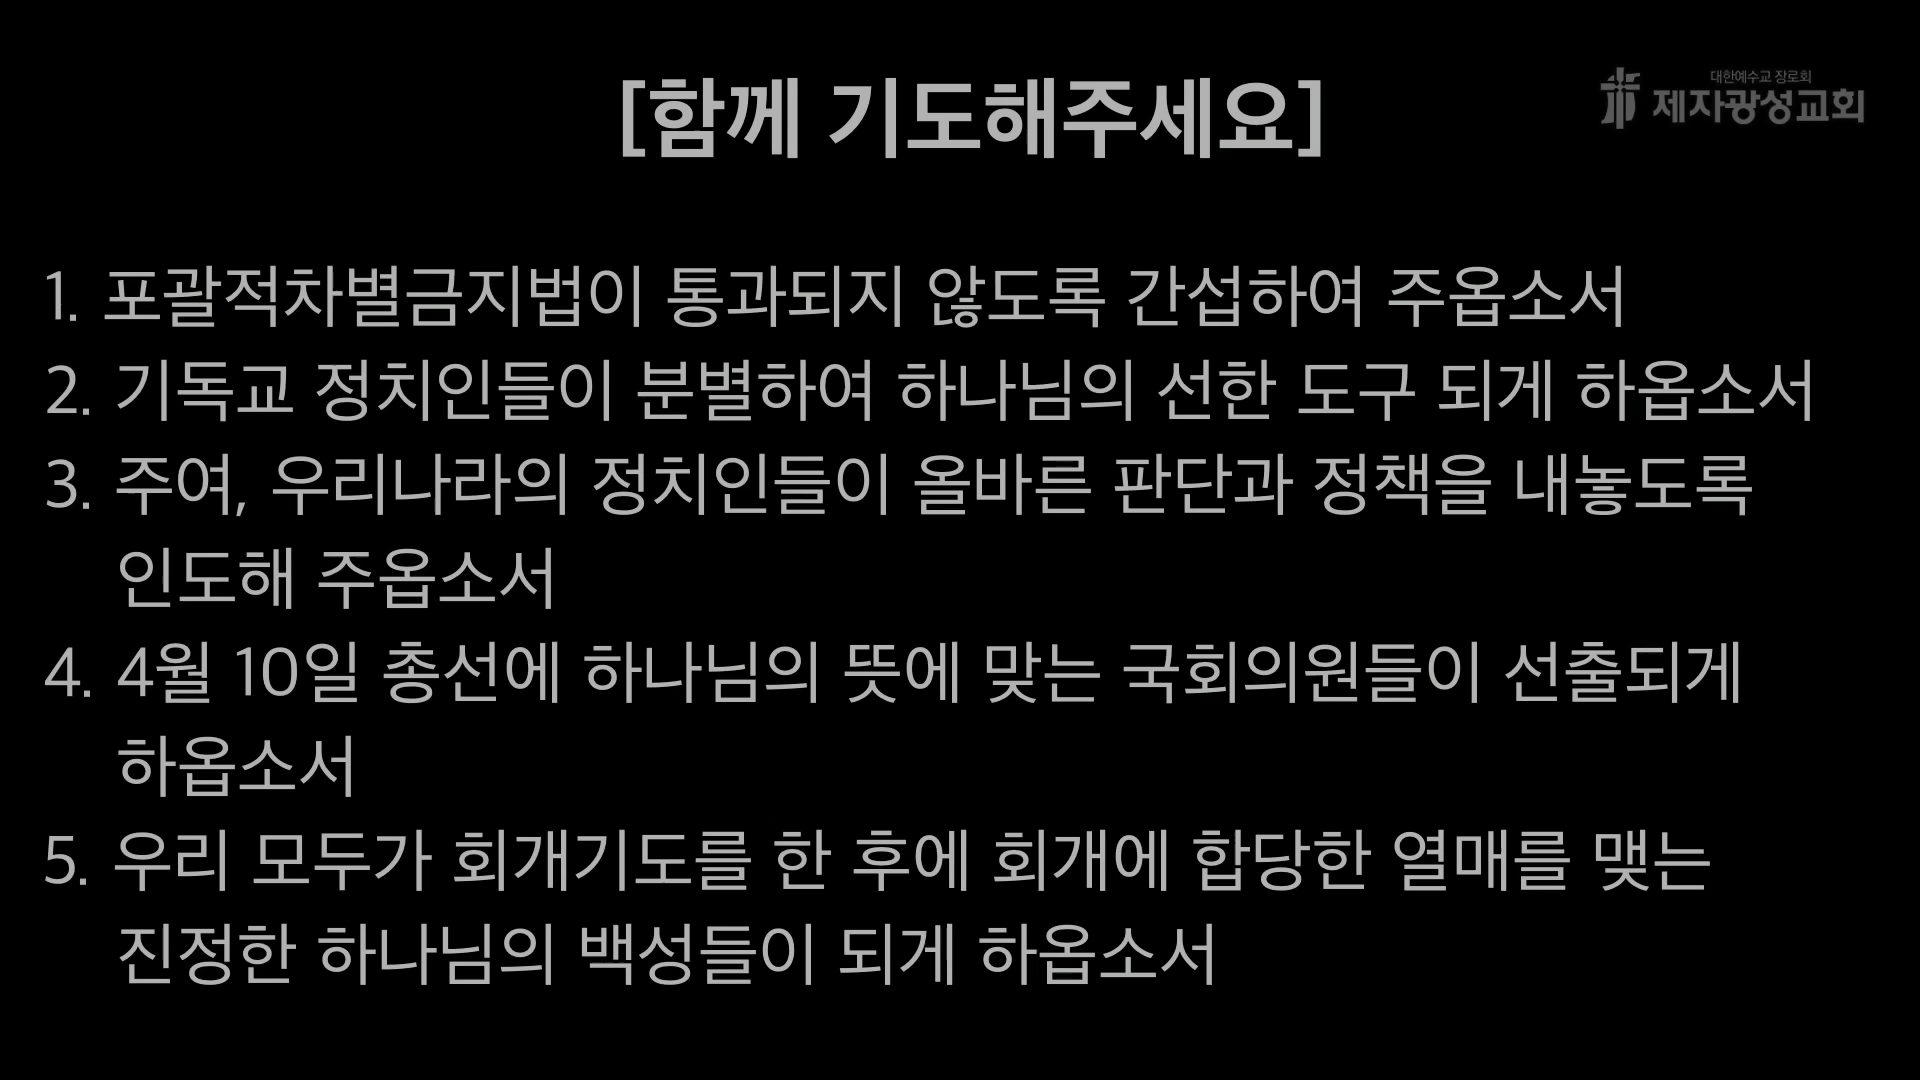 [함께 기도해주세요]
대한예수교 장로회
제자광성교회
1. 포괄적차별금지법이 통과되지 않도록 간섭하여 주옵소서
2. 기독교 정치인들이 분별하여 하나님의 선한 도구 되게 하옵소서
3. 주여, 우리나라의 정치인들이 올바른 판단과 정책을 내놓도록
인도해 주옵소서
4. 4월 10일 총선에 하나님의 뜻에 맞는 국회의원들이 선출되게
하옵소서
5. 우리 모두가 회개기도를 한 후에 회개에 합당한 열매를 맺는
진정한 하나님의 백성들이 되게 하옵소서